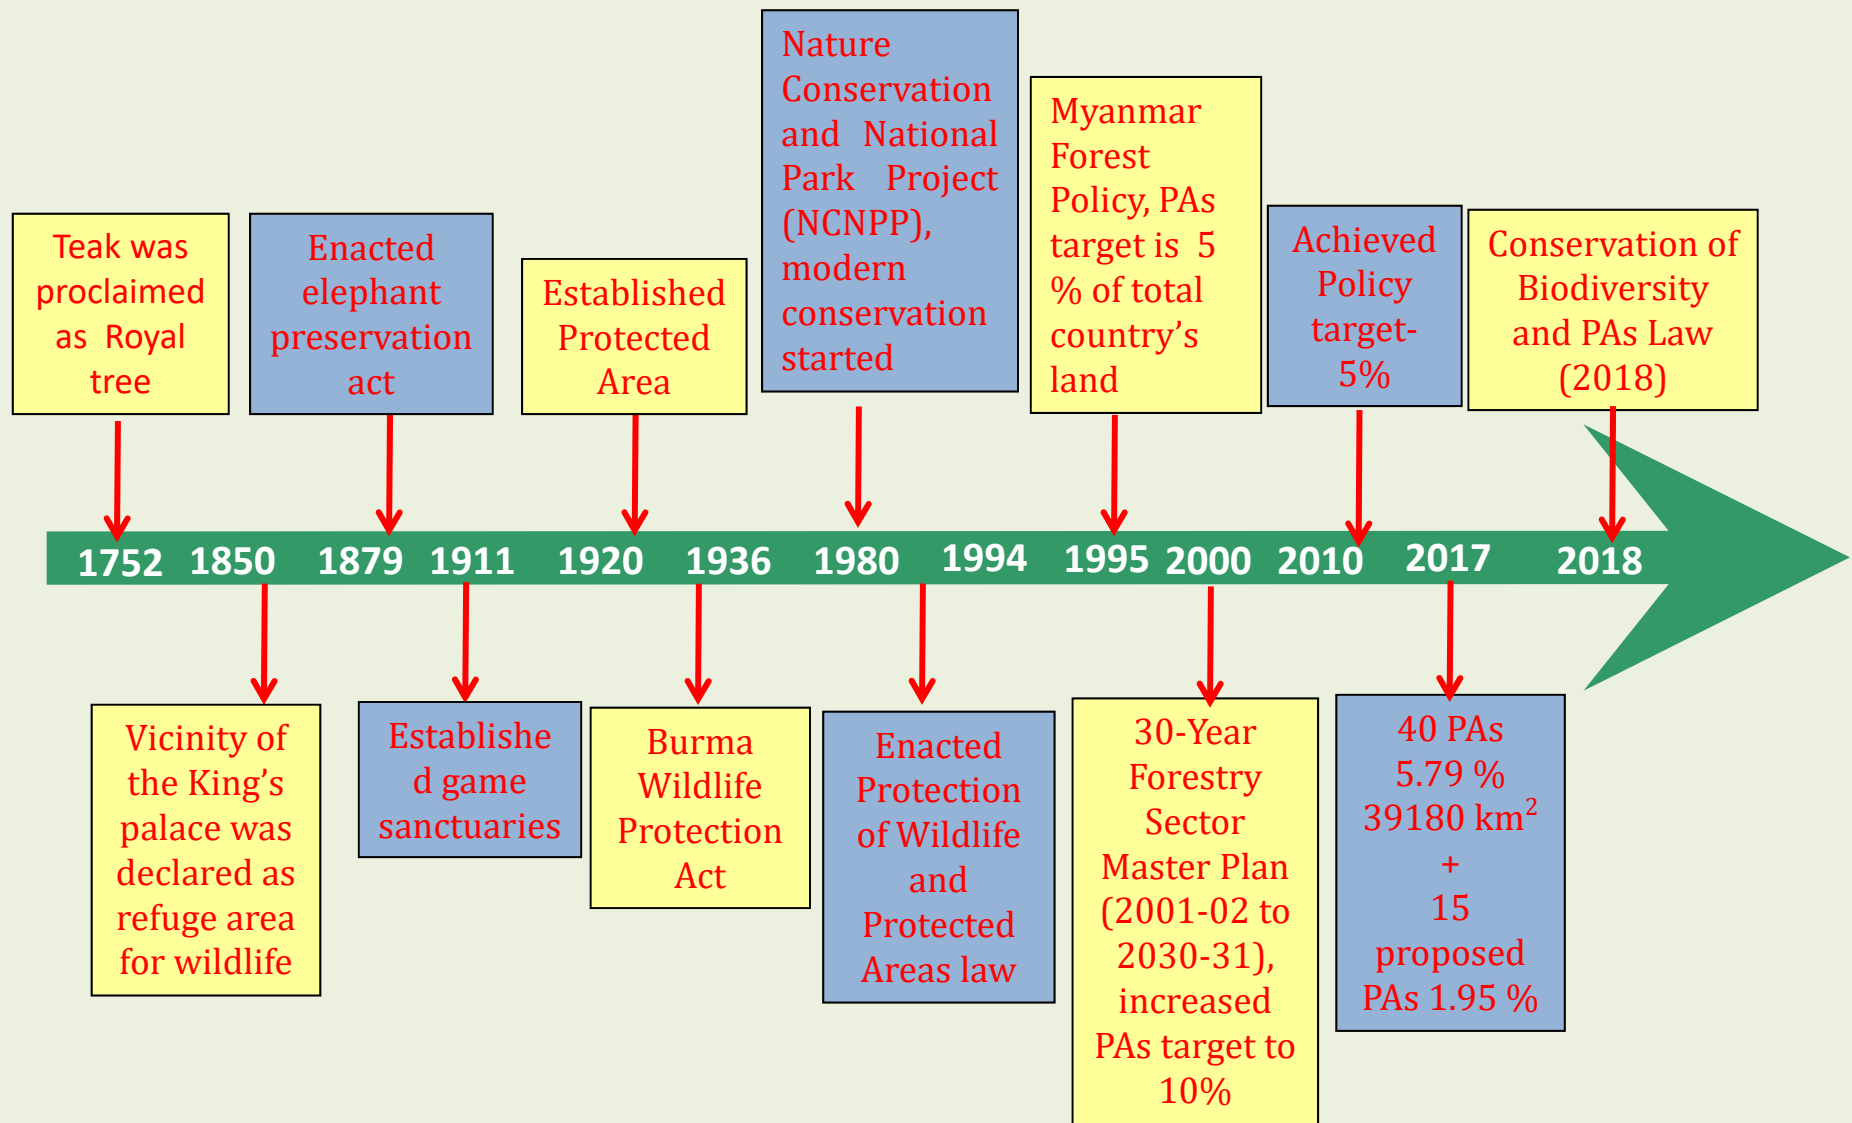 Nature
Conservation
and National
Park Project
(NCNPP),
modern
conservation
started
Myanmar
Forest
Policy, PAs
target is 5
% of total
country's
land
Teak was
proclaimed
as Royal
tree
Enacted
elephant
preservation
act
Established
Protected
Area
Achieved
Policy
target-
5%
Conservation of
Biodiversity
and PAs Law
(2018)
1752 1850 1879 1911 1920 1936 1980 1994 1995 2000 2010 2017 2018
Vicinity of
the King's
palace was
declared as
refuge area
for wildlife
Establishe
d game
sanctuaries
Burma
Wildlife
Protection
Act
Enacted
Protection
of Wildlife
and
Protected
Areas law
30-Year
Forestry
Sector
Master Plan
(2001-02 to
2030-31),
increased
PAs target to
10%
40 PAs
5.79 %
39180 km²
+
15
proposed
PAs 1.95 %